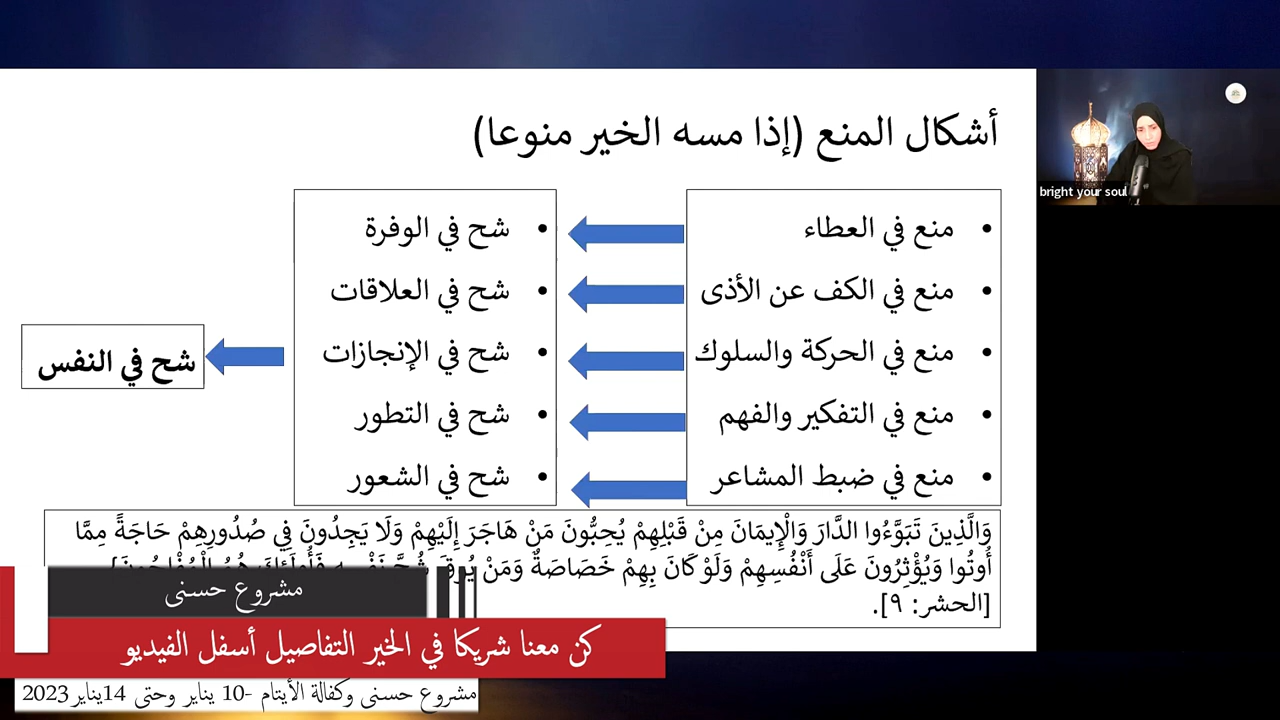 أشكال المنع (إذا مسه الخير منوعا)
• منع في العطاء
• منع في الكف عن الأذى
• منع في الحركة والسلوك
• منع في التفكير والفهم
• منع في ضبط المشاعر
• شح في الوفرة
• شح في العلاقات
• شح في الإنجازات
• شح في التطور
• شح في الشعور
شح في النفس
وَالَّذِينَ تَبَوَّءُوا الدَّارَ وَالْإِيمَانَ مِنْ قَبْلِهِمْ يُحِبُّونَ مَنْ هَاجَرَ إِلَيْهِمْ وَلَا يَجِدُونَ فِي صُدُورِهِمْ حَاجَةً مِمَّا
أُوتُوا وَيُؤْثِرُونَ عَلَى أَنْفُسِهِمْ وَلَوْ كَانَ بِهِمْ خَصَاصَةٌ وَمَنْ يُوقَ
[الحشر: ٩].
bright your soul
مشروع حسنى
كن معنا شريكا في الخير التفاصيل أسفل الفيديو
مشروع حسنى وكفالة الأيتام -10 يناير وحتى 14يناير2023